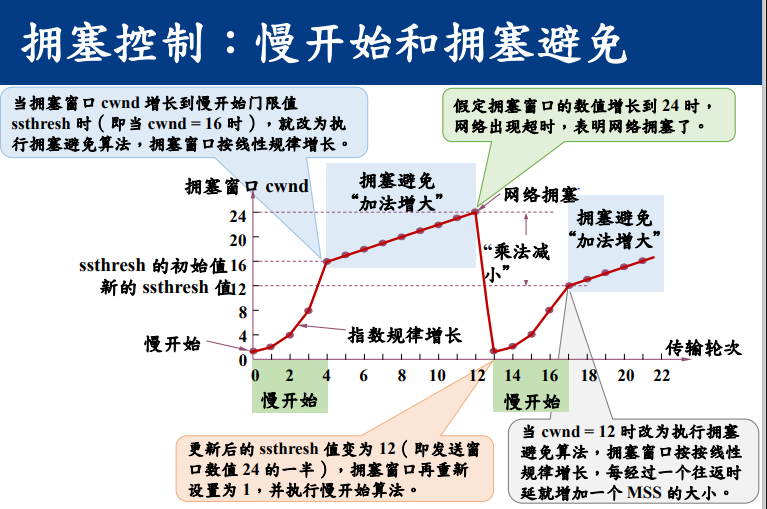 拥塞控制：慢开始和拥塞避免
当拥塞窗口 cwnd 增长到慢开始门限值
ssthresh 时（即当 cwnd = 16 时），就改为执
行拥塞避免算法，拥塞窗口按线性规律增长。
假定拥塞窗口的数值增长到 24 时，
网络出现超时，表明网络拥塞了。
拥塞窗口 cwnd
拥塞避免
“加法增大”
网络拥塞
拥塞避免
“加法增大”
24
20
“乘法减
小”
ssthresh 的初始值 16
新的 ssthresh 值 12
8
4
0
慢开始
指数规律增长
传输轮次
0 2 4 6 8 10 12 14 16 18 20 22
慢开始
慢开始
更新后的 ssthresh 值变为 12（即发送窗
口数值 24 的一半），拥塞窗口再重新
设置为 1，并执行慢开始算法。
当 cwnd = 12 时改为执行拥塞
避免算法，拥塞窗口按按线性
规律增长，每经过一个往返时
延就增加一个 MSS 的大小。